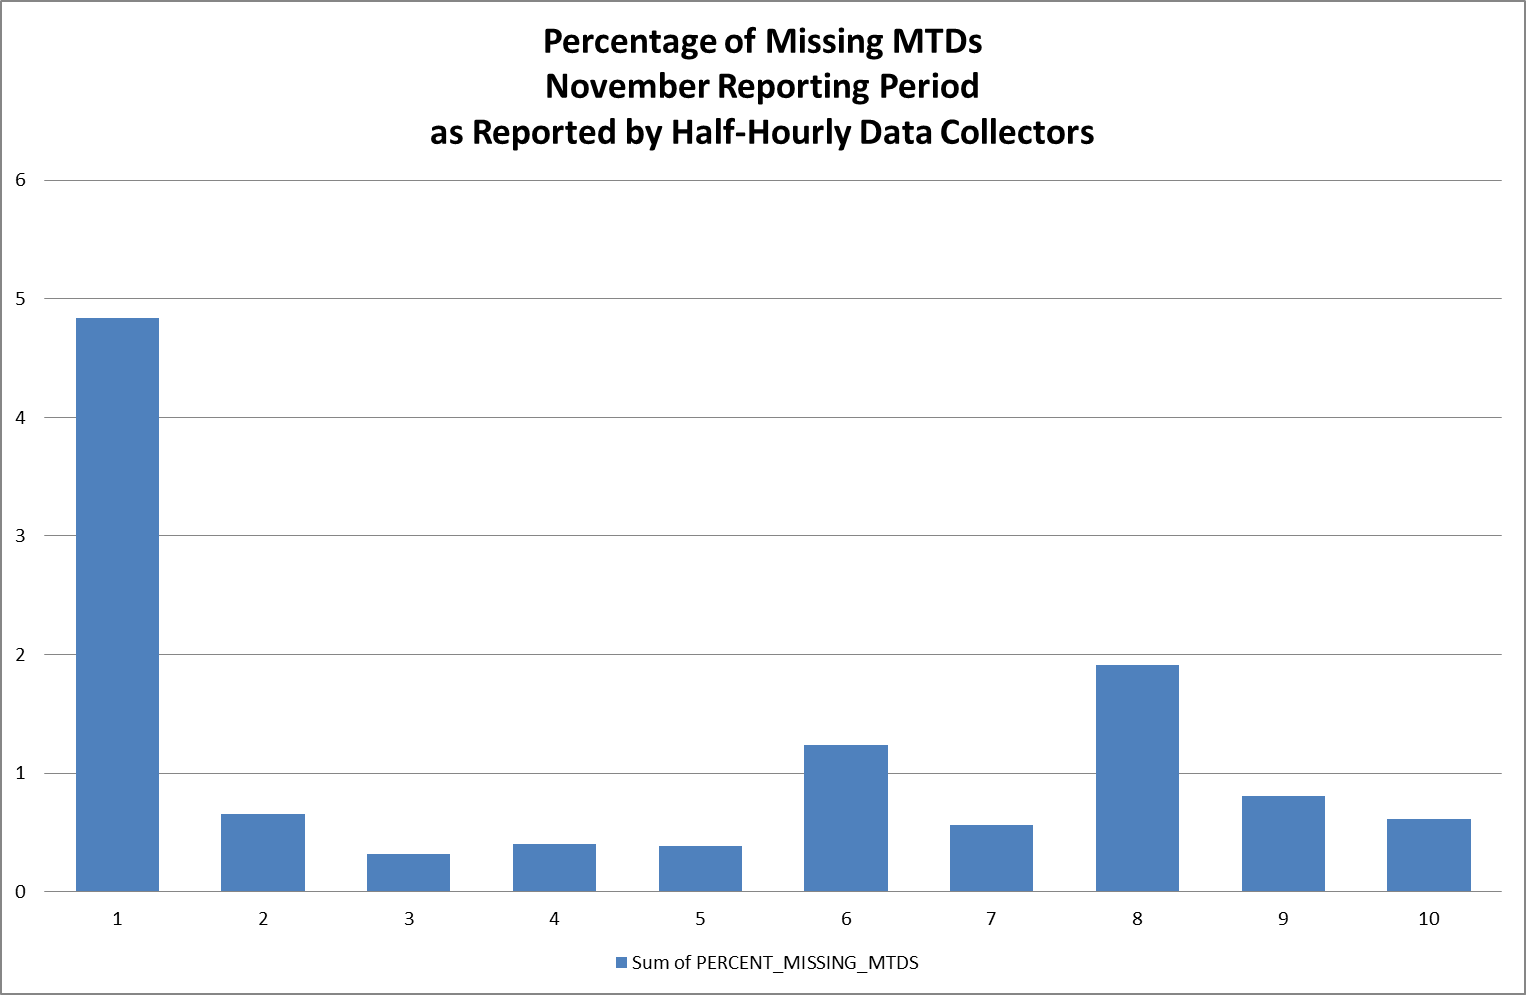 Percentage of Missing MTDs
November Reporting Period
as Reported by Half-Hourly Data Collectors
6
5
4
3
2
1
0
1 2 3 4 5 6 7 8 9 10
Sum of PERCENT_MISSING_MTDS